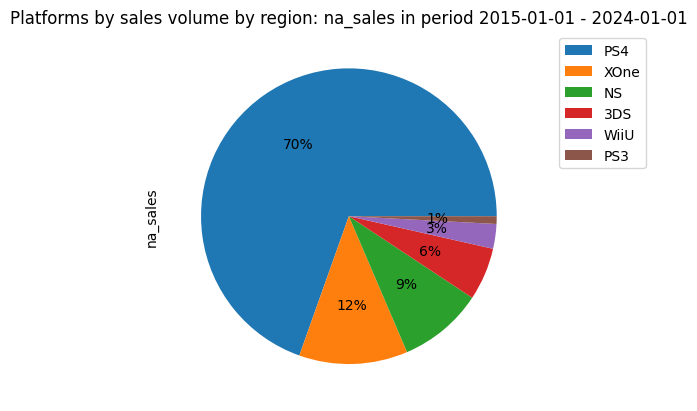 Platforms by sales volume by region: na_sales in period 2015-01-01 - 2024-01-01
PS4
XOne
NS
3DS
WiiU
PS3
70%
1%
3%
6%
9%
12%
na_sales